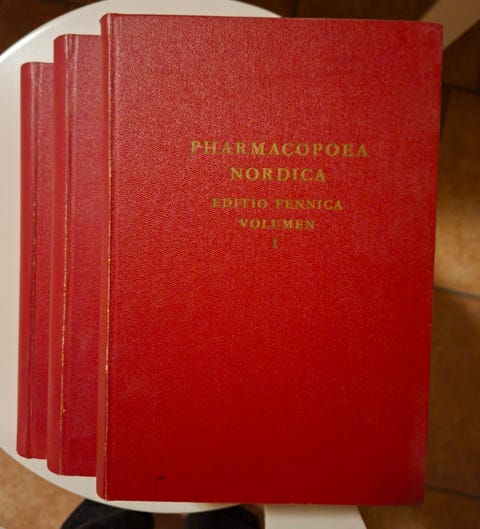 PHARMACOPOEA
NORDICA
EDITIO FENNICA
VOLUMEN
I